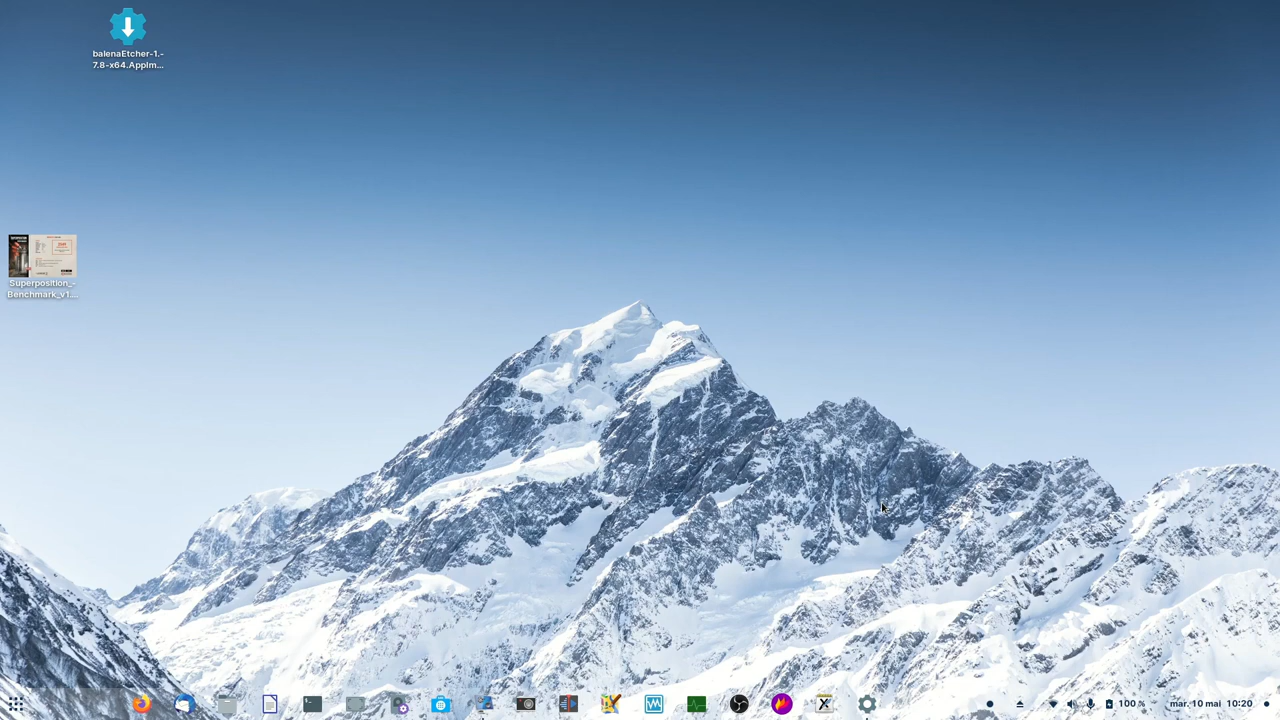 balenaEtcher-1.-
7.8-x64.AppIm...
Superposition_-
Benchmark_v1....
100 %
mar. 10 mai 10:20